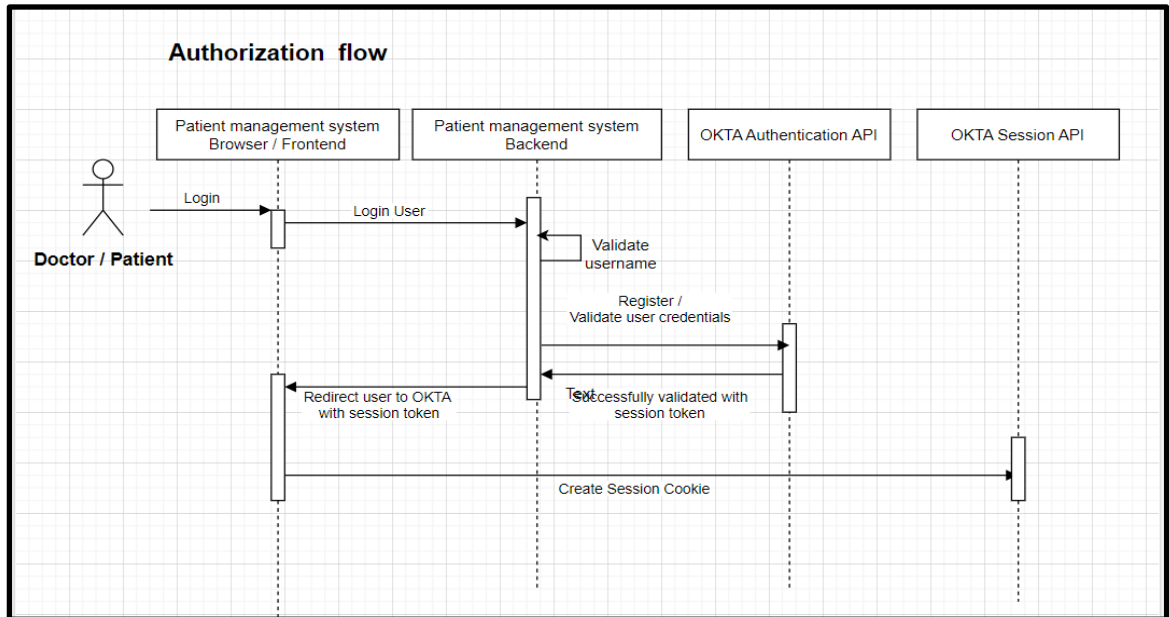 Authorization flow
Patient management system
Browser / Frontend
Patient management system
Backend
OKTA Authentication API
OKTA Session API
Login
Login User
Doctor / Patient
Validate
username
Register /
Validate user credentials
Redirect user to OKTA
with session token
Text
Successfully validated with
session token
Create Session Cookie